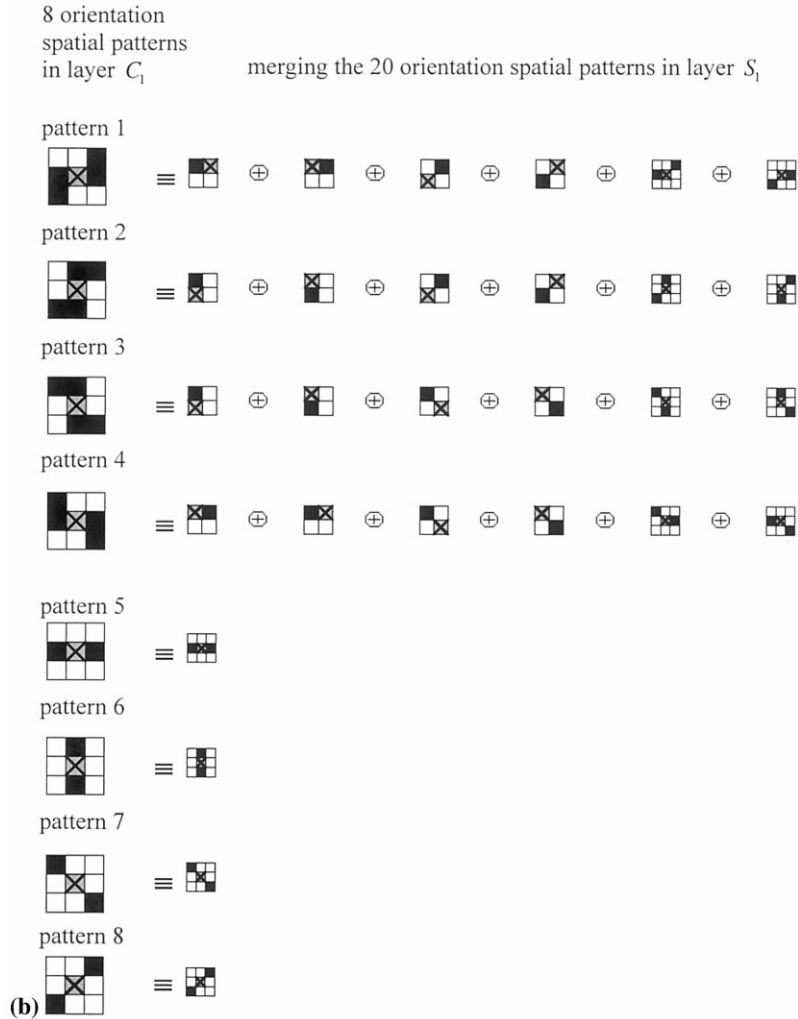 8 orientation
spatial patterns
in layer C₁
merging the 20 orientation spatial patterns in layer S₁
pattern 1
pattern 2
pattern 3
pattern 4
pattern 5
pattern 6
pattern 7
pattern 8
(b)